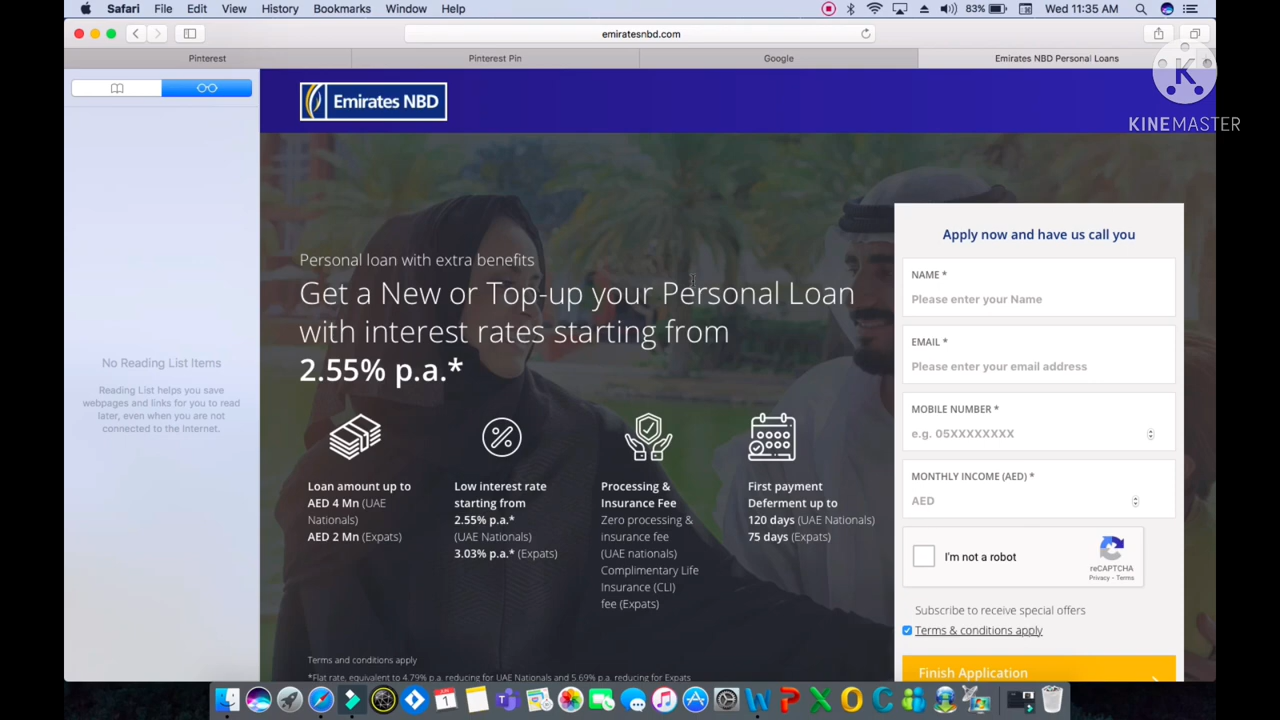 Safari File Edit View History Bookmarks Window Help 83% Wed 11:35 AM
emiratesnbd.com
Pinterest Pinterest Pin Google Emirates NBD Personal Loans
K
KINEMASTER
Emirates NBD
No Reading List Items
Reading List helps you save
webpages and links for you to read
later, even when you are not
connected to the Internet.
Personal loan with extra benefits
Get a New or Top-up your Personal Loan
with interest rates starting from
2.55% p.a.*
Loan amount up to
AED 4 Mn (UAE
Nationals)
AED 2 Mn (Expats)
Low interest rate
starting from
2.55% p.a.*
(UAE Nationals)
3.03% p.a.* (Expats)
Processing &
Insurance Fee
Zero processing &
insurance fee
(UAE nationals)
Complimentary Life
Insurance (CLI)
fee (Expats)
First payment
Deferment up to
120 days (UAE Nationals)
75 days (Expats)
Terms and conditions apply
*Flat rate, equivalent to 4.79% p.a. reducing for UAE Nationals and 5.69% p.a. reducing for Expats
Apply now and have us call you
NAME *
Please enter your Name
EMAIL *
Please enter your email address
MOBILE NUMBER *
e.g. 05XXXXXXXX
MONTHLY INCOME (AED) *
AED
I'm not a robot
reCAPTCHA
Privacy - Terms
Subscribe to receive special offers
Terms & conditions apply
Finish Application